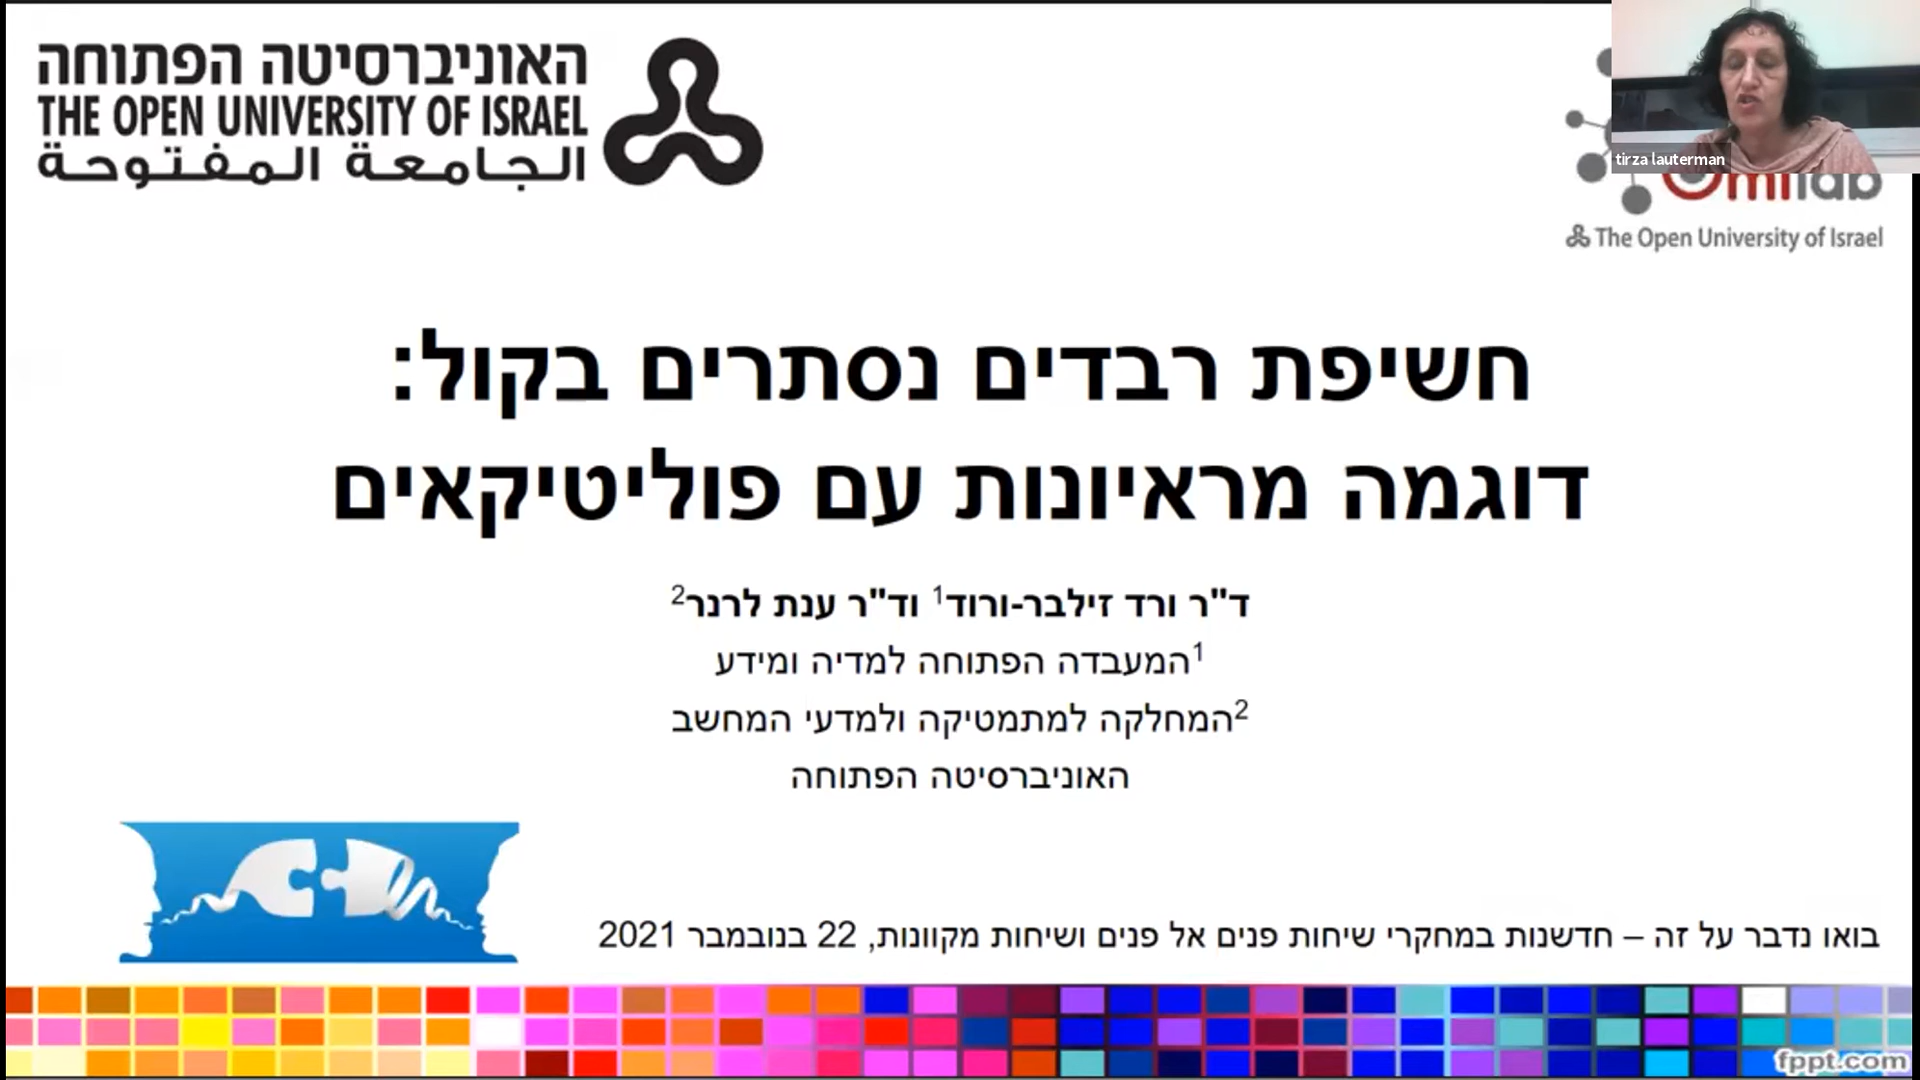 האוניברסיטה הפתוחה
THE OPEN UNIVERSITY OF ISRAEL
الجامعة المفتوحة
tirza lauterman
Omilab
The Open University of Israel
חשיפת רבדים נסתרים בקול:
דוגמה מראיונות עם פוליטיקאים
ד"ר ורד זילבר-ורוד¹ וד"ר ענת לרנר²
¹המעבדה הפתוחה למדיה ומידע
²המחלקה למתמטיקה ולמדעי המחשב
האוניברסיטה הפתוחה
בואו נדבר על זה – חדשנות במחקרי שיחות פנים אל פנים ושיחות מקוונות, 22 בנובמבר 2021
fppt.com